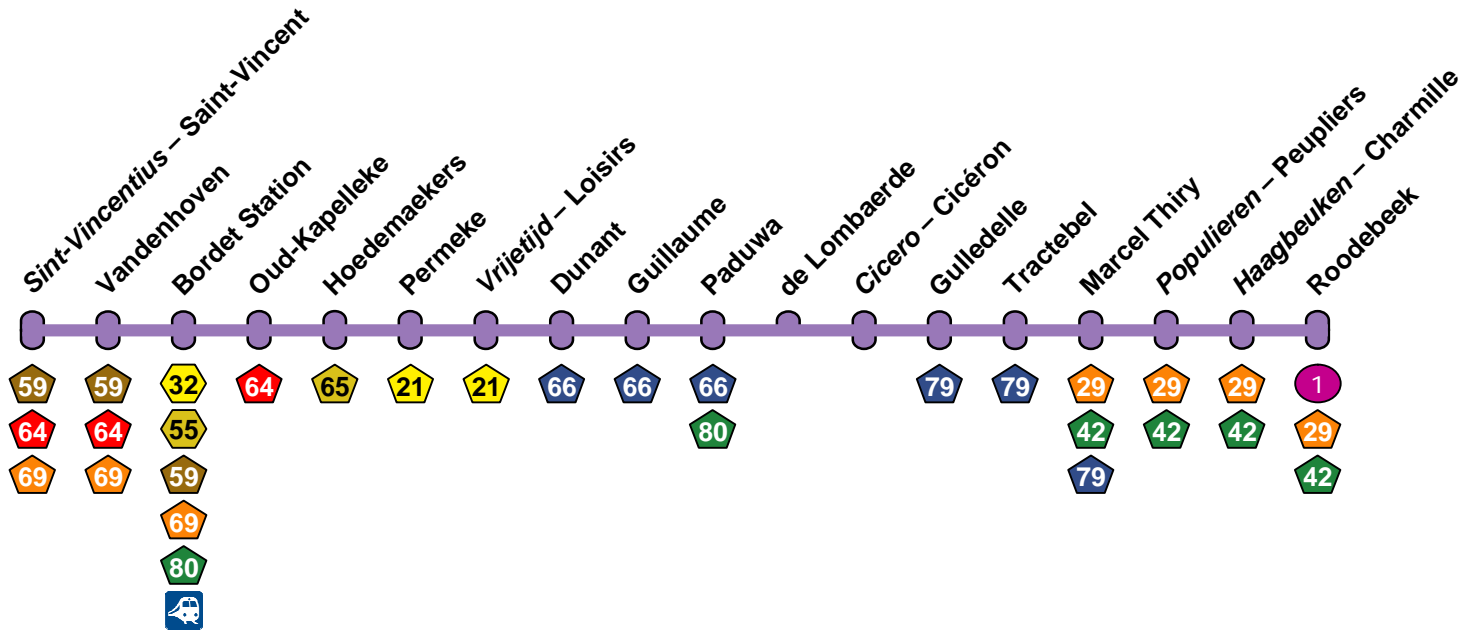 Sint-Vincentius – Saint-Vincent
Vandenhoven
Bordet Station
Oud-Kapelleke
Hoedemaekers
Permeke
Vrijetijd – Loisirs
Dunant
Guillaume
Paduwa
de Lombaerde
Cicero – Cicéron
Gulledelle
Tractebel
Marcel Thiry
Populieren – Peupliers
Haagbeuken – Charmille
Roodebeek
59 59 32 64 65 21 21 66 66 66 79 79 29 29 29 1
64 64 55 80 42 42 42 29
69 69 59 79 42
69
80